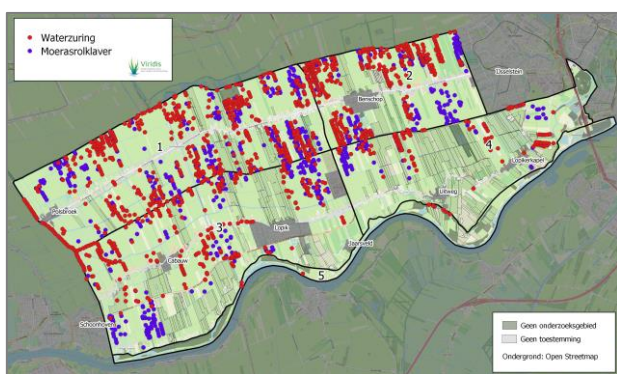 Waterzuring
Moerasrolklaver
Viridis
IJsselstein
2
Benschop
1
4
Lopikerkapel
Polsbroek
Uitweg
3
Lopik
Jaarsveld
Cabauw
5
Schoonhoven
Geen onderzoeksgebied
Geen toestemming
Ondergrond: Open Streetmap